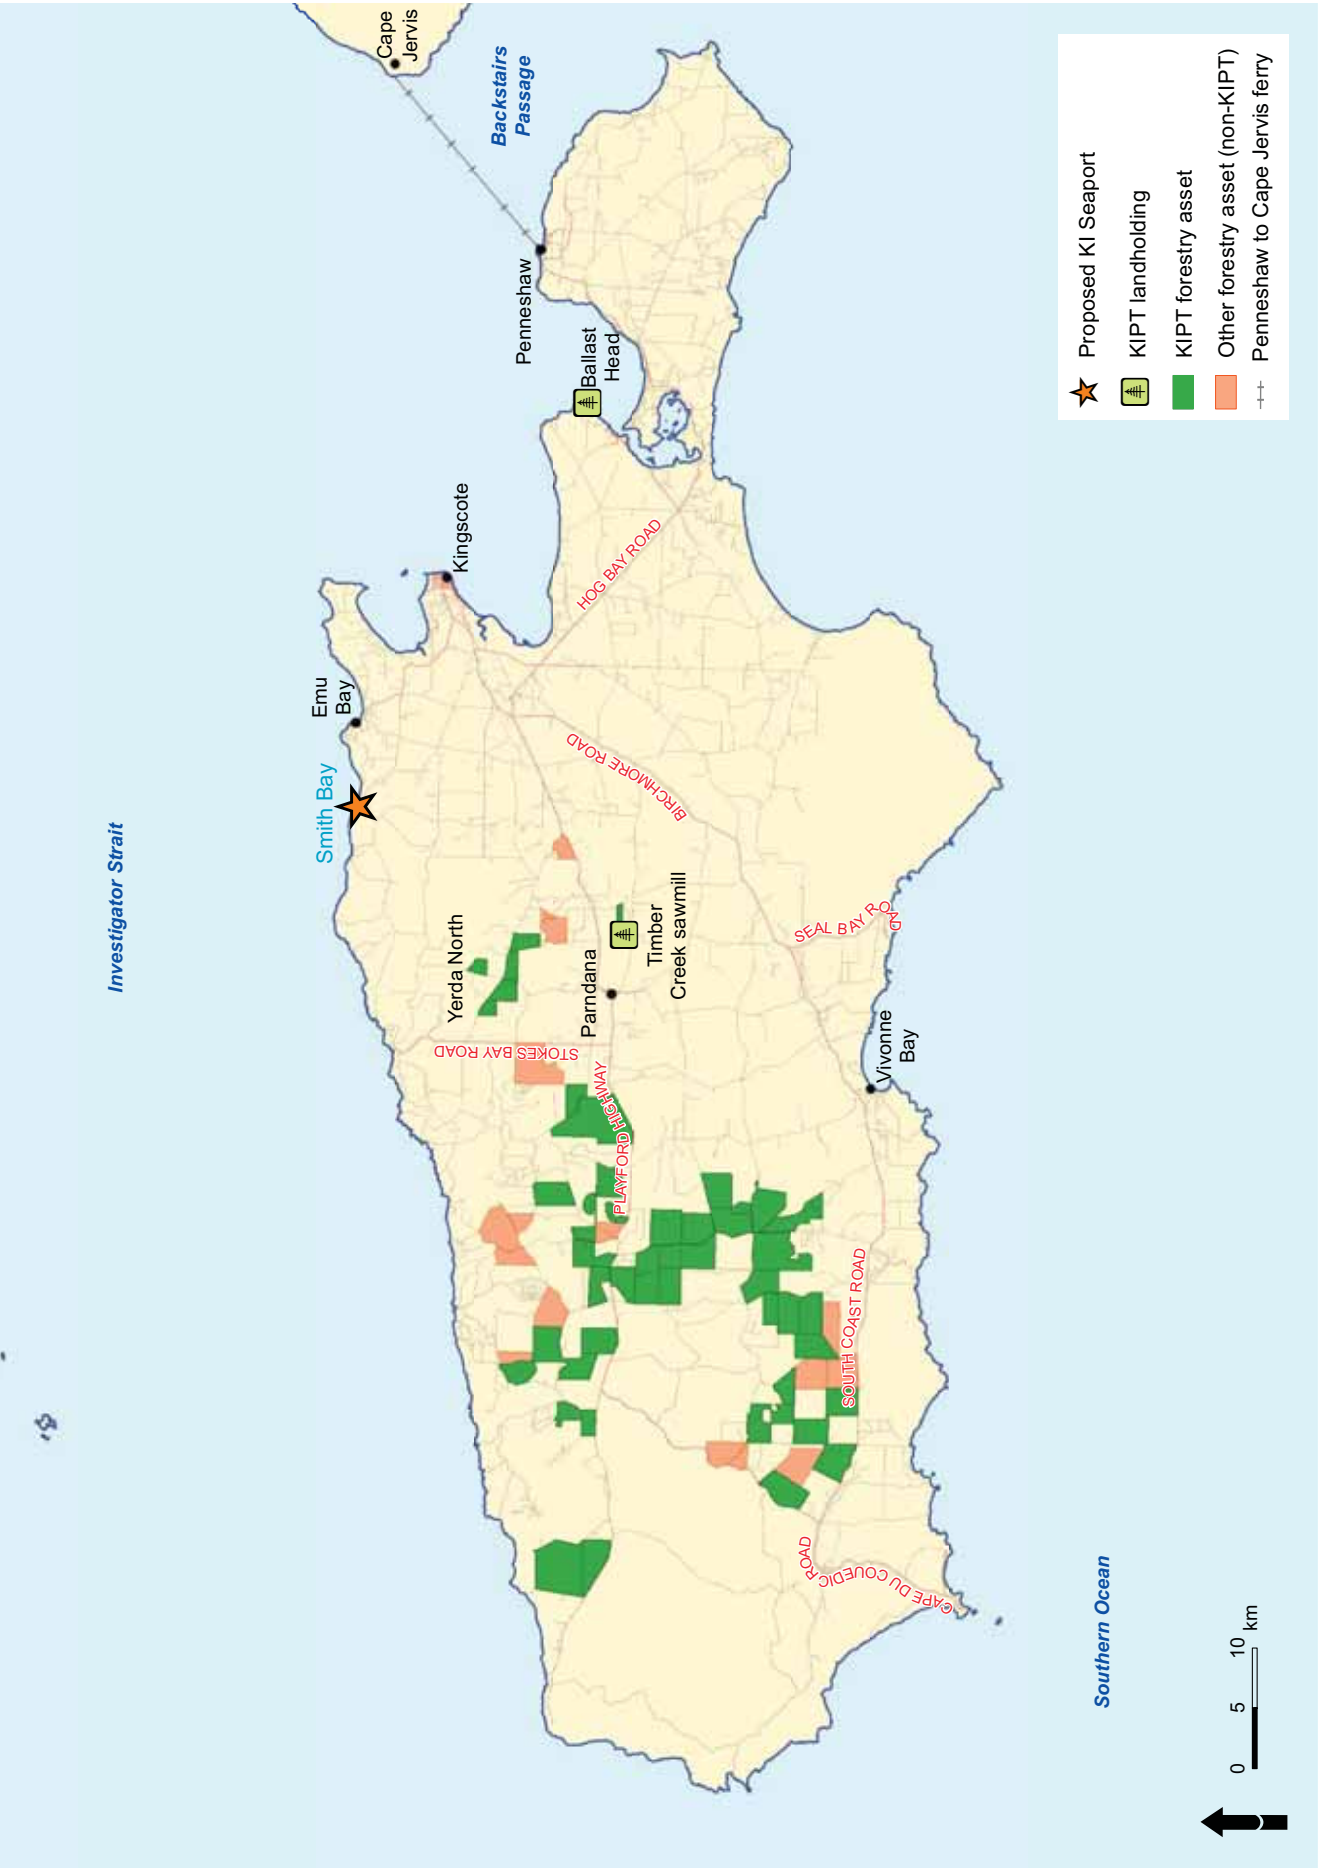 Cape
Jervis
Backstairs
Passage
Penneshaw
Ballast
Head
Kingscote
HOG BAY ROAD
Emu
Bay
Smith Bay
Investigator Strait
BIRCHMORE ROAD
Yerda North
Parndana
Timber
Creek sawmill
SEAL BAY ROAD
STOKES BAY ROAD
PLAYFORD HIGHWAY
Vivonne
Bay
SOUTH COAST ROAD
CAPE DU COUEDIC ROAD
Southern Ocean
Proposed KI Seaport
KIPT landholding
KIPT forestry asset
Other forestry asset (non-KIPT)
Penneshaw to Cape Jervis ferry
0 5 10 km